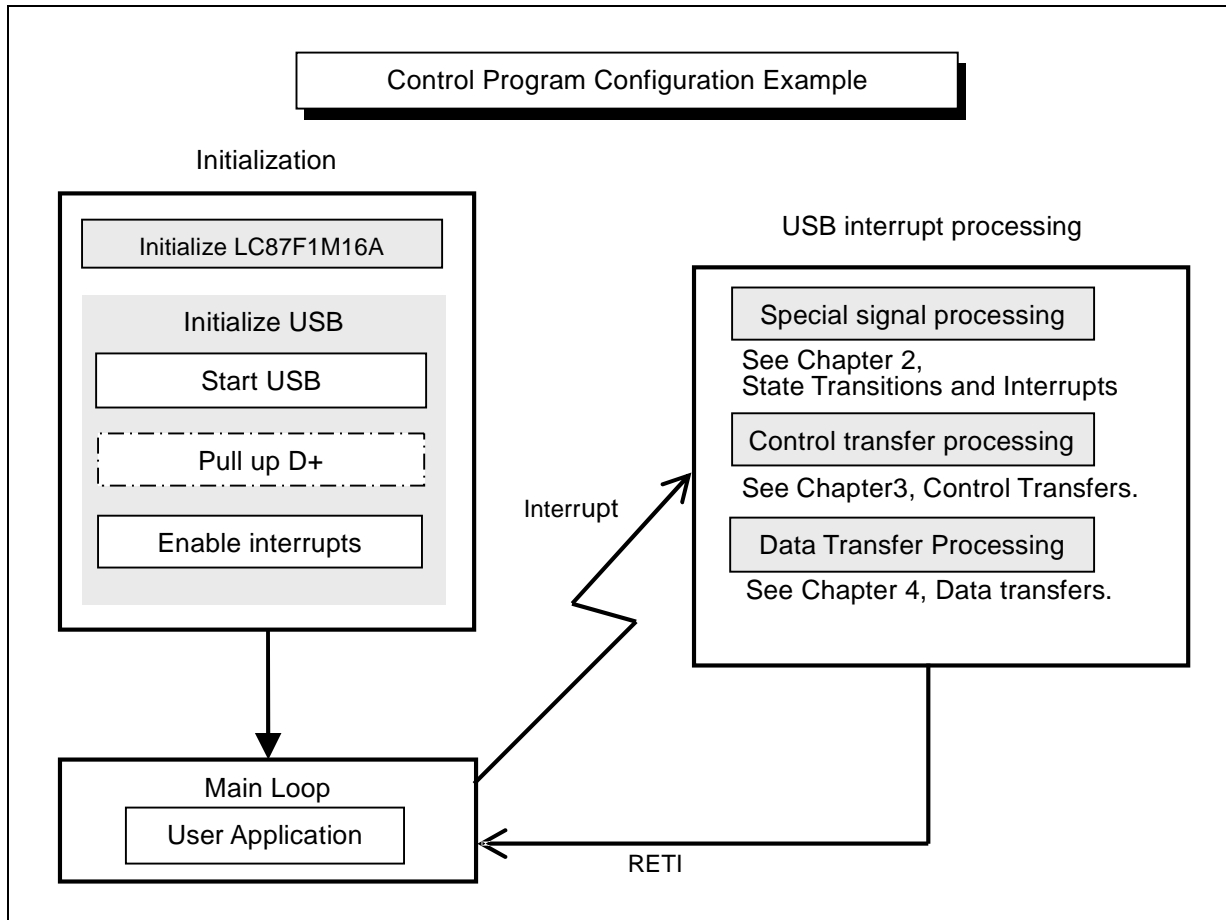 Control Program Configuration Example
Initialization
Initialize LC87F1M16A
Initialize USB
Start USB
Pull up D+
Enable interrupts
USB interrupt processing
Special signal processing
See Chapter 2,
State Transitions and Interrupts
Control transfer processing
See Chapter3, Control Transfers.
Data Transfer Processing
See Chapter 4, Data transfers.
Interrupt
Main Loop
User Application
RETI